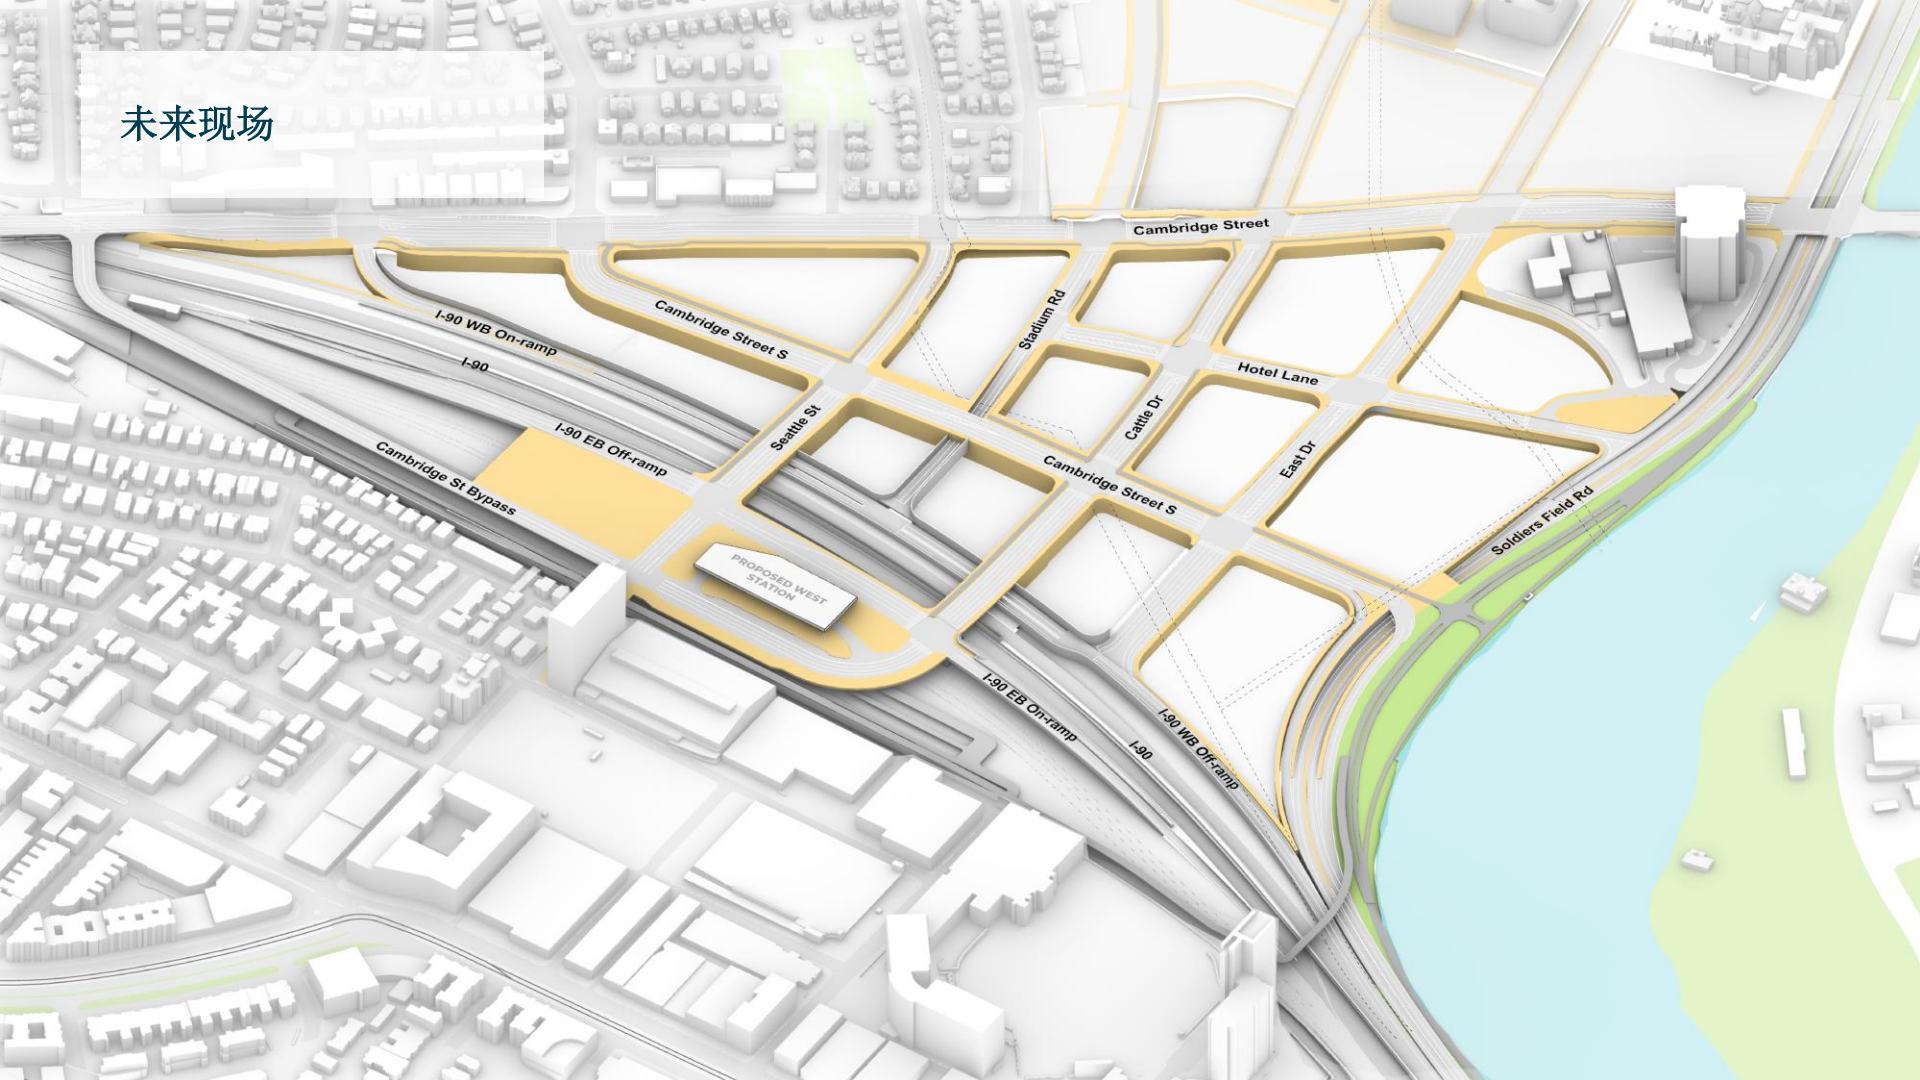 未来现场
Cambridge Street
Cambridge Street S
Stadium Rd
I-90 WB On-ramp
I-90
Hotel Lane
Seattle St
Cattle Dr
I-90 EB Off-ramp
East Dr
Cambridge St Bypass
Cambridge Street S
Soldiers Field Rd
PROPOSED WEST
STATION
I-90 EB On-ramp
I-90
I-90 WB Off-ramp